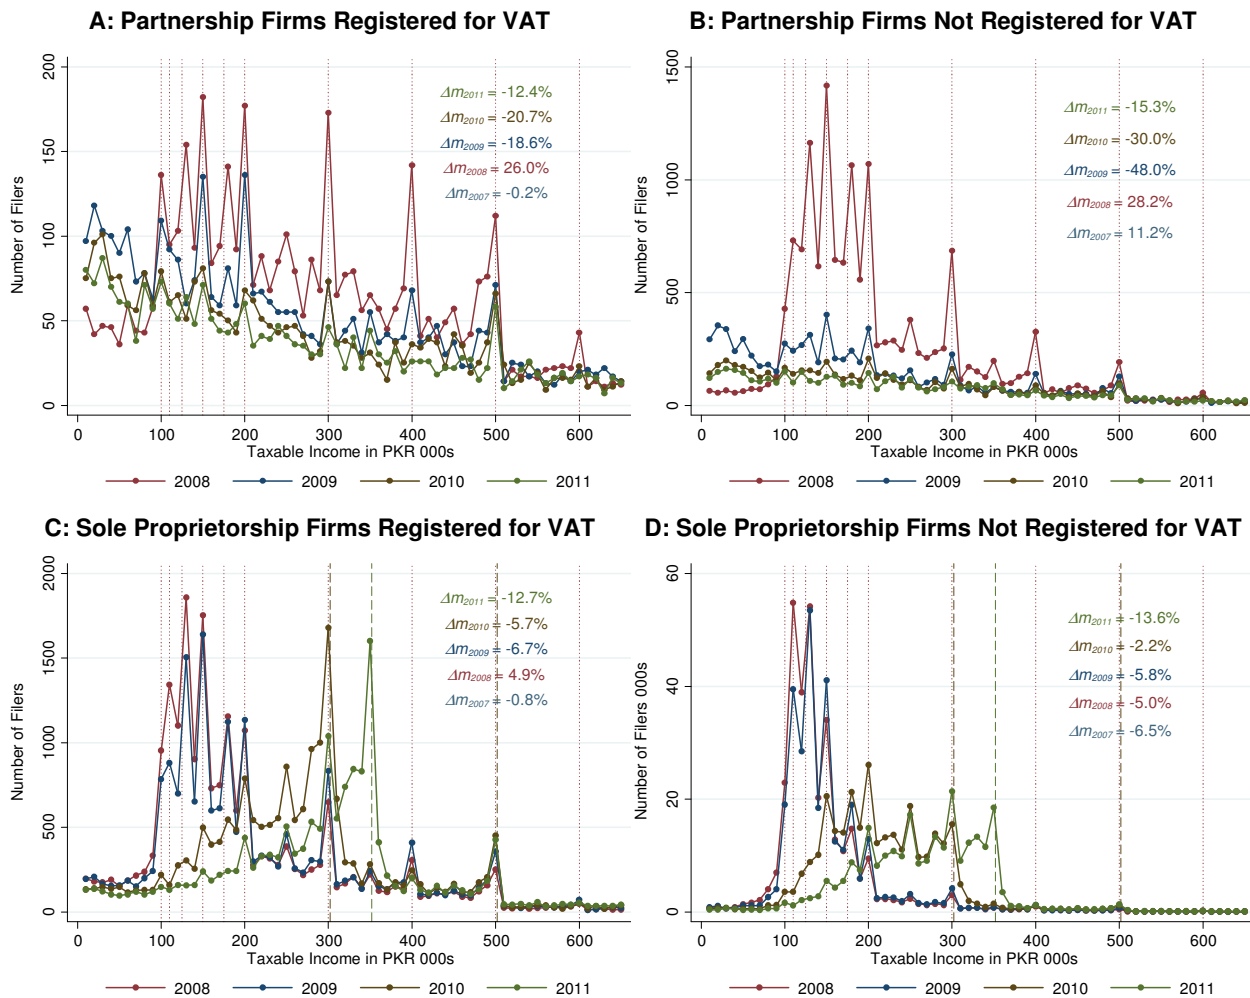 A: Partnership Firms Registered for VAT
Number of Filers
200
150
100
50
0
Δm2011 = -12.4%
Δm2010 = -20.7%
Δm2009 = -18.6%
Δm2008 = 26.0%
Δm2007 = -0.2%
0 100 200 300 400 500 600
Taxable Income in PKR 000s
2008 2009 2010 2011
B: Partnership Firms Not Registered for VAT
Number of Filers
1500
1000
500
0
Δm2011 = -15.3%
Δm2010 = -30.0%
Δm2009 = -48.0%
Δm2008 = 28.2%
Δm2007 = 11.2%
0 100 200 300 400 500 600
Taxable Income in PKR 000s
2008 2009 2010 2011
C: Sole Proprietorship Firms Registered for VAT
Number of Filers
2000
1500
1000
500
0
Δm2011 = -12.7%
Δm2010 = -5.7%
Δm2009 = -6.7%
Δm2008 = 4.9%
Δm2007 = -0.8%
0 100 200 300 400 500 600
Taxable Income in PKR 000s
2008 2009 2010 2011
D: Sole Proprietorship Firms Not Registered for VAT
Number of Filers 000s
60
40
20
0
Δm2011 = -13.6%
Δm2010 = -2.2%
Δm2009 = -5.8%
Δm2008 = -5.0%
Δm2007 = -6.5%
0 100 200 300 400 500 600
Taxable Income in PKR 000s
2008 2009 2010 2011